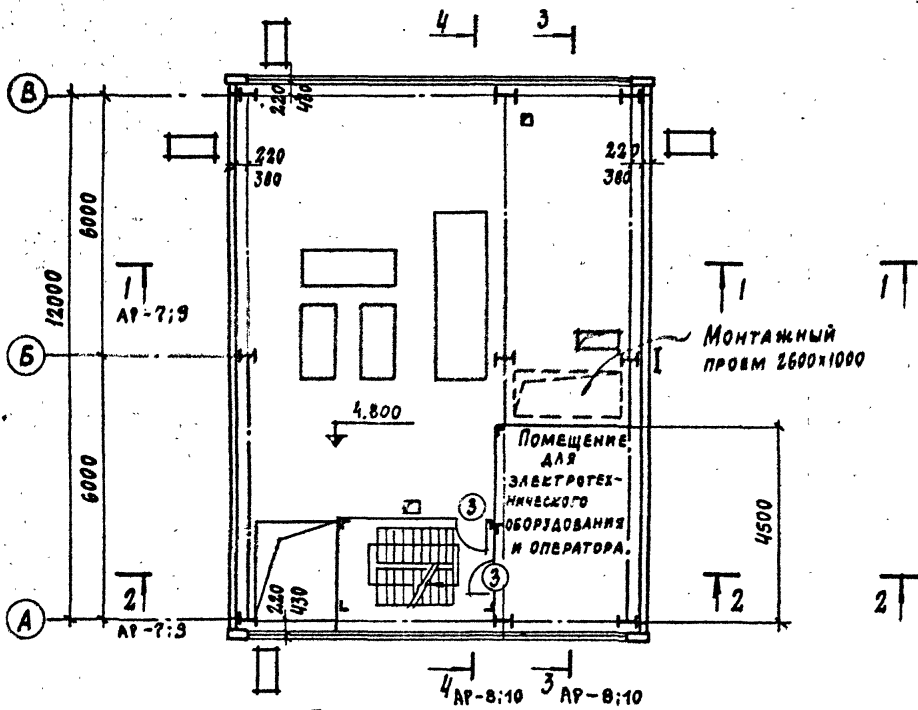 4 3
В
220
480
220
380
220
380
6000
12000
1
АР-7;9
1
1
Монтажный
проем 2600х1000
Б
4.800
Помещение
для
электротех-
нического
оборудования
и оператора.
3
3
6000
4500
2
АР-7;9
220
430
2
2
А
4 АР-8;10
3 АР-8;10